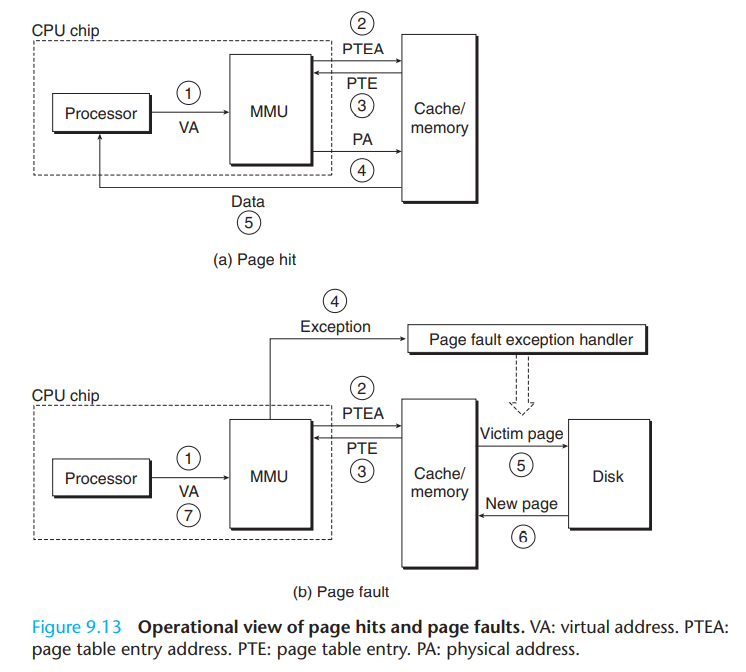 CPU chip
②
PTEA
①
PTE
Processor
MMU
③
Cache/
memory
VA
PA
④
Data
⑤
(a) Page hit
④
Exception
Page fault exception handler
②
CPU chip
PTEA
Victim page
①
PTE
⑤
Processor
MMU
③
Cache/
memory
Disk
VA
New page
⑦
⑥
(b) Page fault
Figure 9.13 Operational view of page hits and page faults. VA: virtual address. PTEA:
page table entry address. PTE: page table entry. PA: physical address.